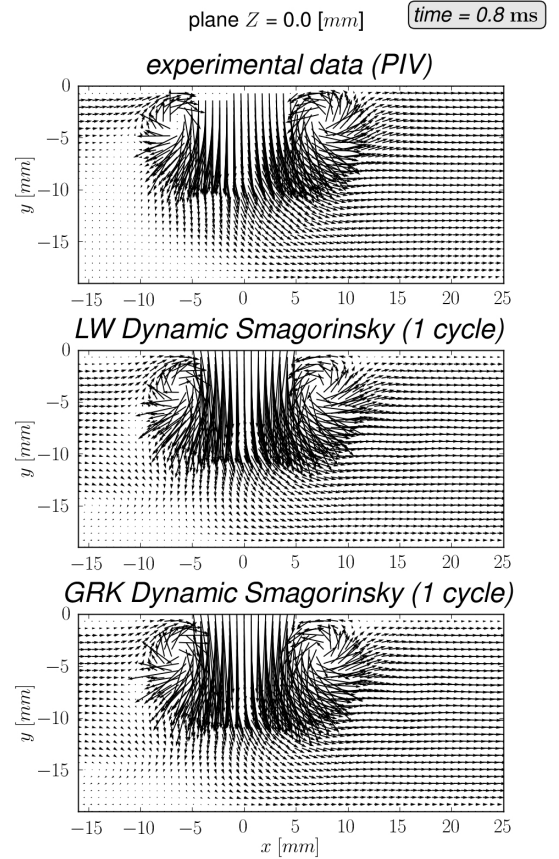 plane Z = 0.0 [mm]
time = 0.8 ms
experimental data (PIV)
0
−5
−10
−15
y [mm]
−15 −10 −5 0 5 10 15 20 25
LW Dynamic Smagorinsky (1 cycle)
0
−5
−10
−15
y [mm]
−15 −10 −5 0 5 10 15 20 25
GRK Dynamic Smagorinsky (1 cycle)
0
−5
−10
−15
y [mm]
−15 −10 −5 0 5 10 15 20 25
x [mm]